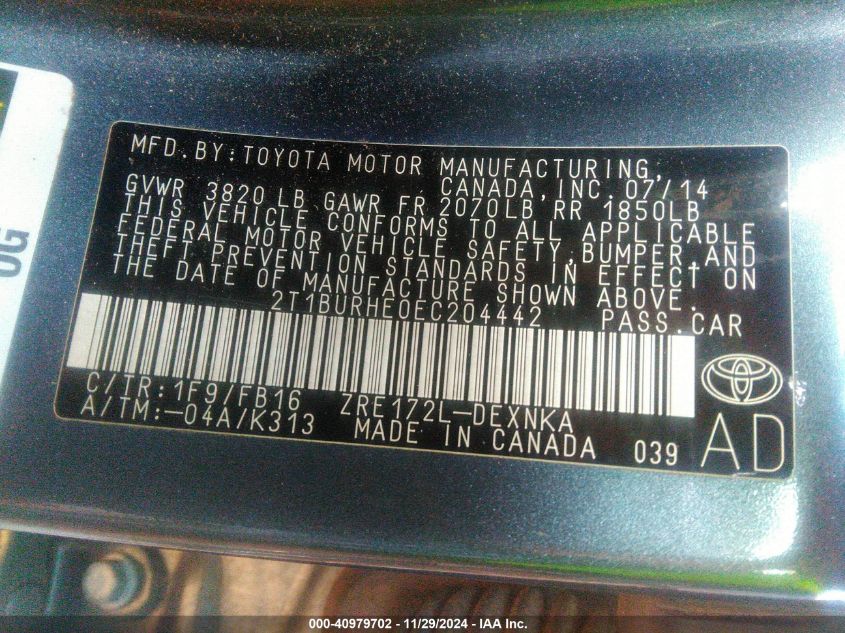 MFD.BY:TOYOTA MOTOR MANUFACTURING,
CANADA,INC. 07/14
GVWR 3820 LB GAWR FR 2070LB RR 1850LB
THIS VEHICLE CONFORMS TO ALL APPLICABLE
FEDERAL MOTOR VEHICLE SAFETY,BUMPER,AND
THEFT PREVENTION STANDARDS IN EFFECT ON
THE DATE OF MANUFACTURE SHOWN ABOVE.
2T1BURHE0EC204442 PASS.CAR
C/TR:1F9/FB16 ZRE172L-DEXNKA
A/TM:-04A/K313 MADE IN CANADA 039
AD
OG
000-40979702 - 11/29/2024 - IAA Inc.